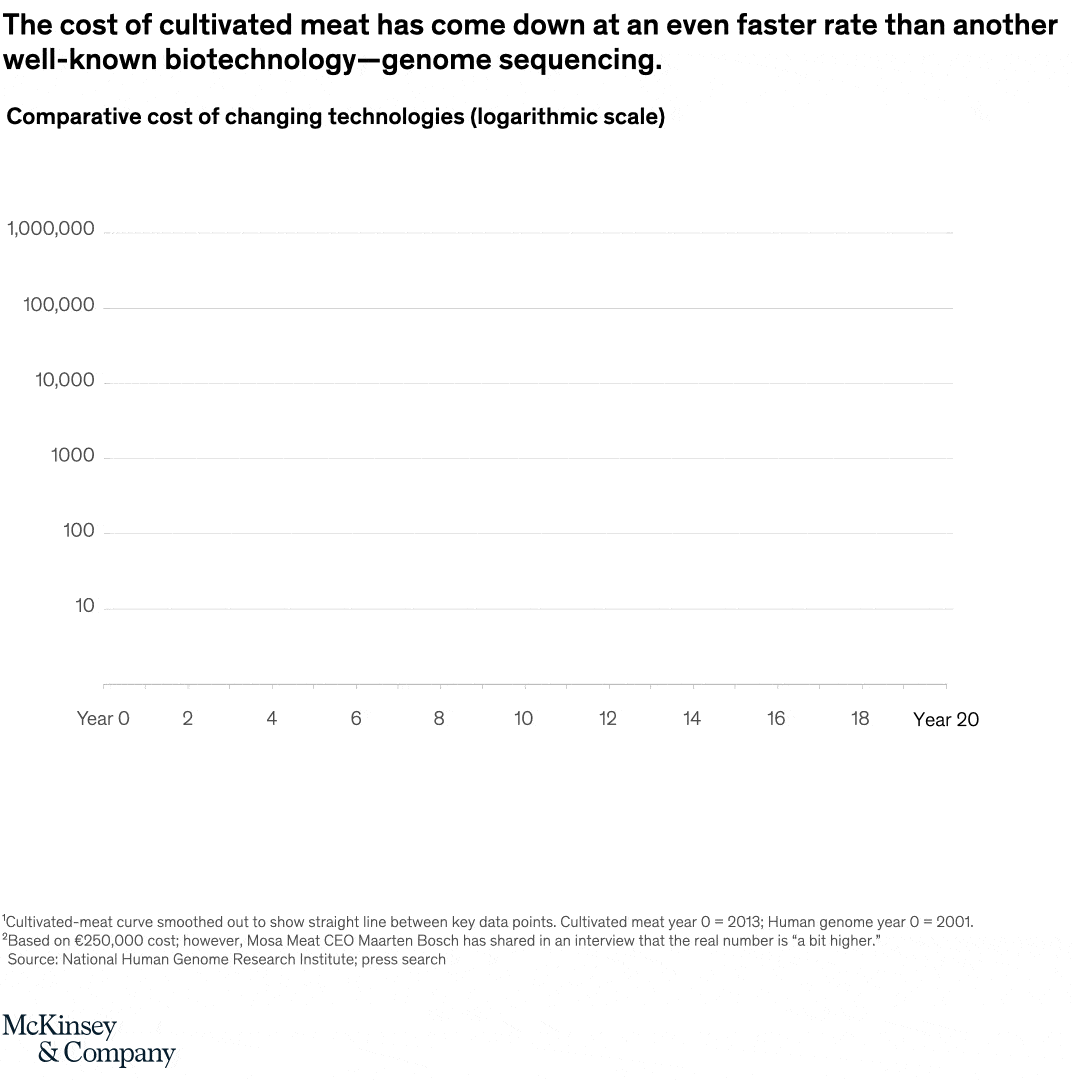 The cost of cultivated meat has come down at an even faster rate than another
well-known biotechnology—genome sequencing.
Comparative cost of changing technologies (logarithmic scale)
1,000,000
100,000
10,000
1000
100
10
Year 0 2 4 6 8 10 12 14 16 18 Year 20
¹Cultivated-meat curve smoothed out to show straight line between key data points. Cultivated meat year 0 = 2013; Human genome year 0 = 2001.
²Based on €250,000 cost; however, Mosa Meat CEO Maarten Bosch has shared in an interview that the real number is “a bit higher.”
Source: National Human Genome Research Institute; press search
McKinsey
& Company